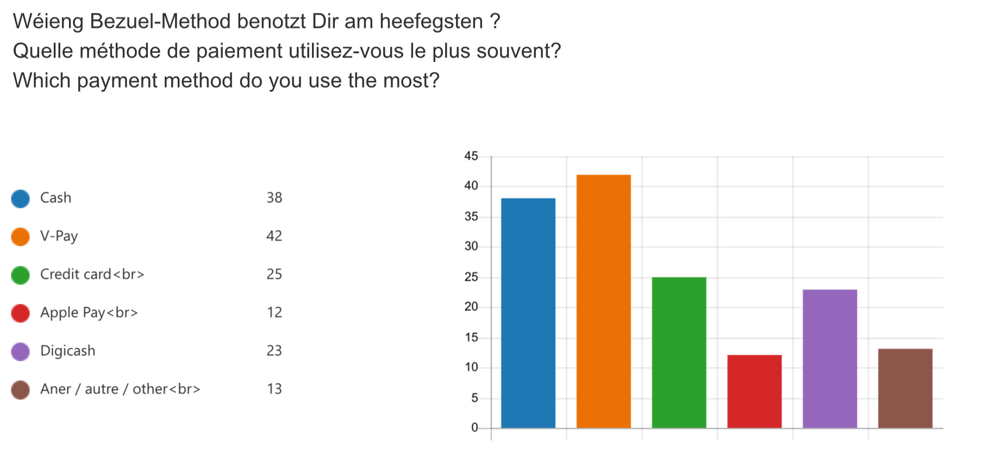 Wéieng Bezuel-Method benotzt Dir am heefegsten ?
Quelle méthode de paiement utilisez-vous le plus souvent?
Which payment method do you use the most?
Cash 38
V-Pay 42
Credit card<br> 25
Apple Pay<br> 12
Digicash 23
Aner / autre / other<br> 13
45
40
35
30
25
20
15
10
5
0